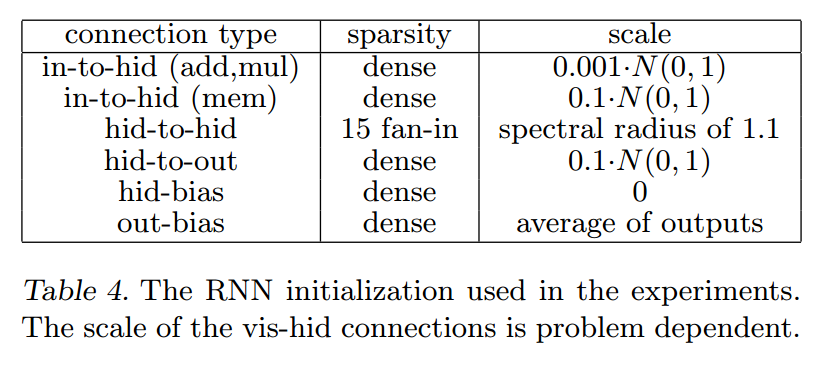 connection type sparsity scale
in-to-hid (add,mul) dense 0.001·N(0, 1)
in-to-hid (mem) dense 0.1·N(0, 1)
hid-to-hid 15 fan-in spectral radius of 1.1
hid-to-out dense 0.1·N(0, 1)
hid-bias dense 0
out-bias dense average of outputs
Table 4. The RNN initialization used in the experiments.
The scale of the vis-hid connections is problem dependent.